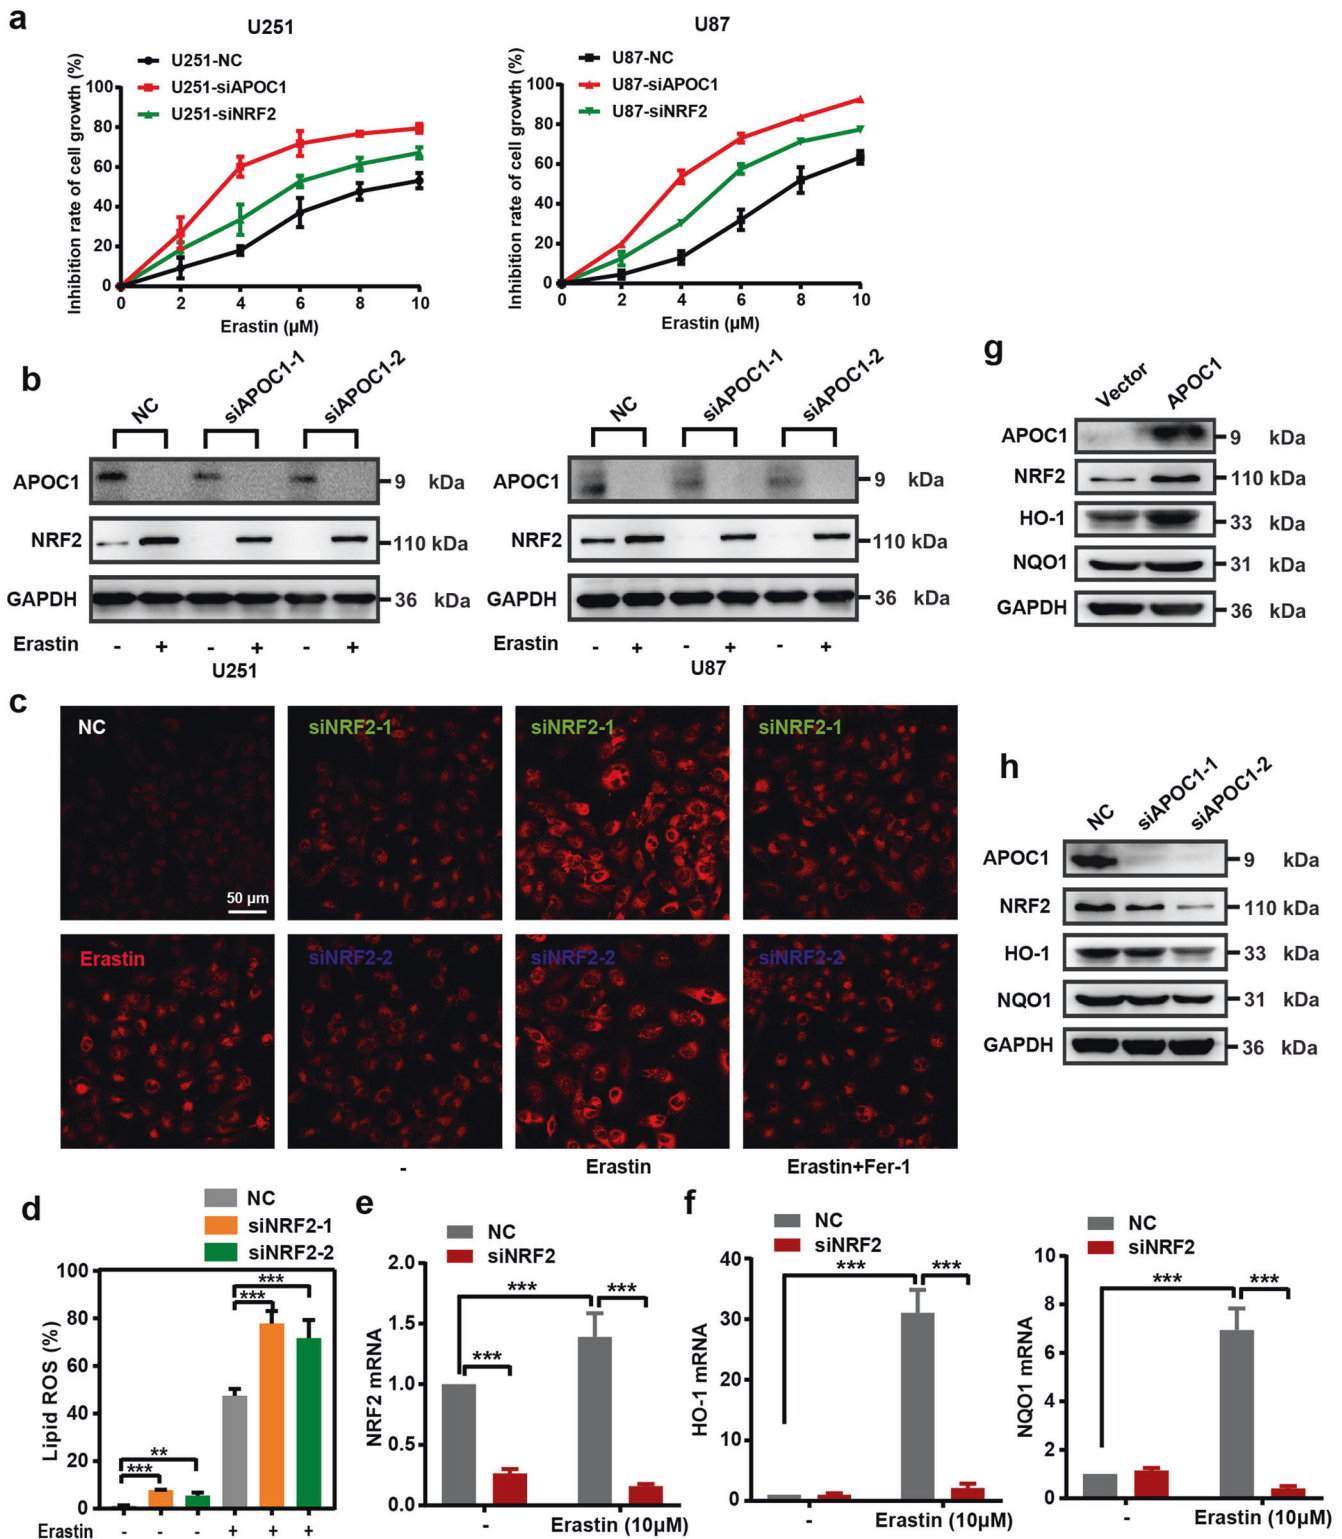 a
U251
U251-NC
U251-siAPOC1
U251-siNRF2
Inhibition rate of cell growth (%)
100
80
60
40
20
0
0 2 4 6 8 10
Erastin (µM)
U87
U87-NC
U87-siAPOC1
U87-siNRF2
Inhibition rate of cell growth (%)
100
80
60
40
20
0
0 2 4 6 8 10
Erastin (µM)
b
NC siAPOC1-1 siAPOC1-2
APOC1 9 kDa
NRF2 110 kDa
GAPDH 36 kDa
Erastin - + - + - +
U251
NC siAPOC1-1 siAPOC1-2
APOC1 9 kDa
NRF2 110 kDa
GAPDH 36 kDa
- + - + - +
U87
g
Vector APOC1
APOC1 9 kDa
NRF2 110 kDa
HO-1 33 kDa
NQO1 31 kDa
GAPDH 36 kDa
c
NC siNRF2-1 siNRF2-1 siNRF2-1
50 µm
Erastin siNRF2-2 siNRF2-2 siNRF2-2
- Erastin Erastin+Fer-1
h
NC siAPOC1-1 siAPOC1-2
APOC1 9 kDa
NRF2 110 kDa
HO-1 33 kDa
NQO1 31 kDa
GAPDH 36 kDa
d
NC
siNRF2-1
siNRF2-2
Lipid ROS (%)
100
80
60
40
20
0
***
**
***
***
Erastin - - - + + +
e
NC
siNRF2
NRF2 mRNA
2.0
1.5
1.0
0.5
0.0
***
***
***
- Erastin (10µM)
f
NC
siNRF2
HO-1 mRNA
40
30
20
10
0
***
***
- Erastin (10µM)
NC
siNRF2
NQO1 mRNA
10
8
6
4
2
0
***
***
- Erastin (10µM)